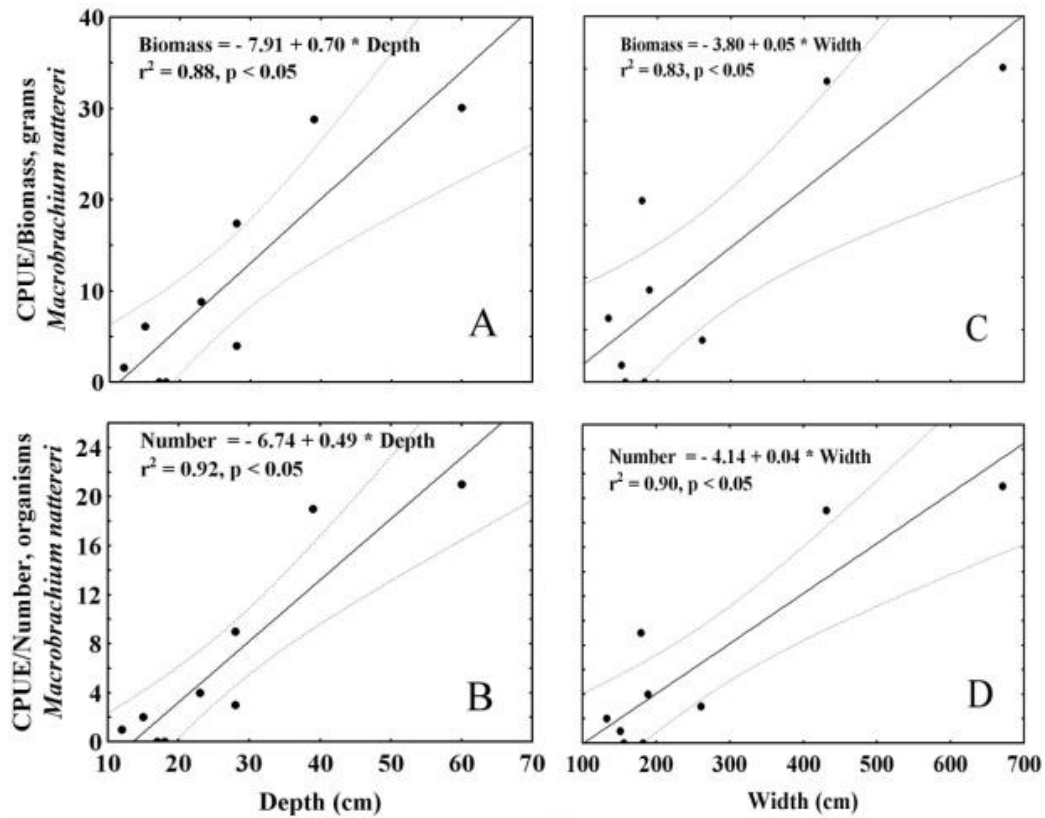 CPUE/Biomass, grams
Macrobrachium nattereri
40
30
20
10
0
Biomass = - 7.91 + 0.70 * Depth
r² = 0.88, p < 0.05
A
Biomass = - 3.80 + 0.05 * Width
r² = 0.83, p < 0.05
C
CPUE/Number, organisms
Macrobrachium nattereri
24
20
16
12
8
4
0
Number = - 6.74 + 0.49 * Depth
r² = 0.92, p < 0.05
B
10 20 30 40 50 60 70
Depth (cm)
Number = - 4.14 + 0.04 * Width
r² = 0.90, p < 0.05
D
100 200 300 400 500 600 700
Width (cm)